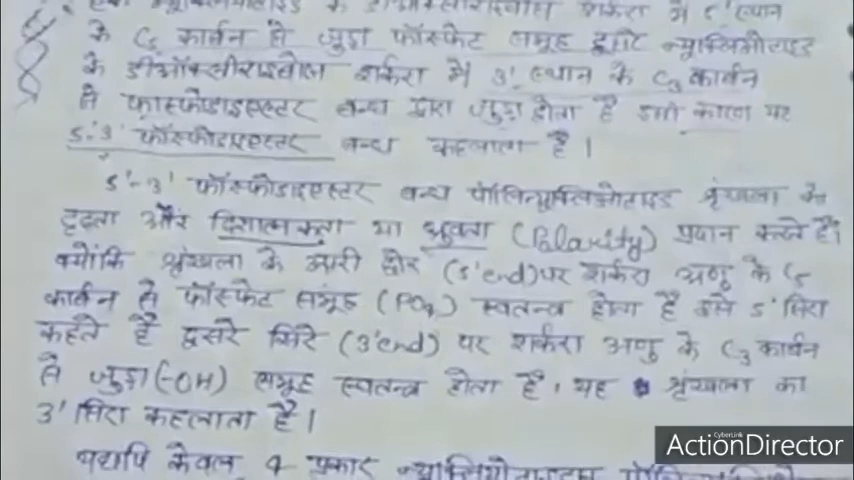 के C5 कार्बन से जुड़ा फॉस्फेट समूह दूसरे न्यूक्लिओटाइड
के डीऑक्सीराइबोज शर्करा में 3' स्थान के C3 कार्बन
से फास्फोडाइएस्टर बन्ध द्वारा जुड़ा होता है इसी कारण यह
5'-3' फॉस्फोडाइएस्टर बन्ध कहलाता है।
5'-3' फॉस्फोडाइएस्टर बन्ध पॉलिन्यूक्लिओटाइड श्रृंखला को
दृढ़ता और दिशात्मकता या ध्रुवता (Polarity) प्रदान करते हैं।
क्योंकि श्रृंखला के ऊपरी छोर (5'end) पर शर्करा अणु के C5
कार्बन से फॉस्फेट समूह (PO4) स्वतन्त्र होता है इसे 5' सिरा
कहते है दूसरे सिरे (3'end) पर शर्करा अणु के C3 कार्बन
से जुड़ा (-OH) समूह स्वतन्त्र होता है, यह श्रृंखला का
3' सिरा कहलाता है।
यद्यपि केवल 4 प्रकार
CyberLink
ActionDirector